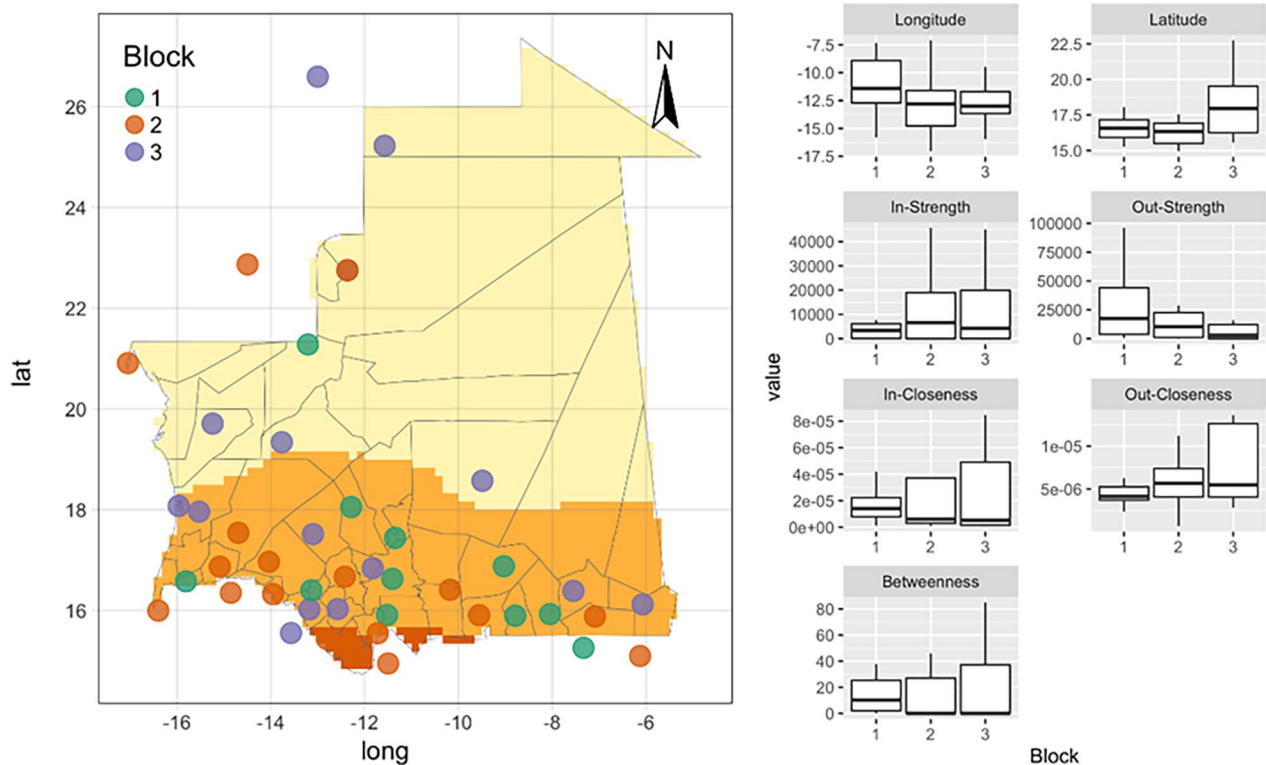 Block
1
2
3
N
lat
26
24
22
20
18
16
-16 -14 -12 -10 -8 -6
long
Longitude
-7.5
-10.0
-12.5
-15.0
-17.5
1 2 3
Latitude
22.5
20.0
17.5
15.0
1 2 3
In-Strength
40000
30000
20000
10000
0
1 2 3
Out-Strength
100000
75000
50000
25000
0
1 2 3
value
In-Closeness
8e-05
6e-05
4e-05
2e-05
0e+00
1 2 3
Out-Closeness
1e-05
5e-06
1 2 3
Betweenness
80
60
40
20
0
1 2 3
Block